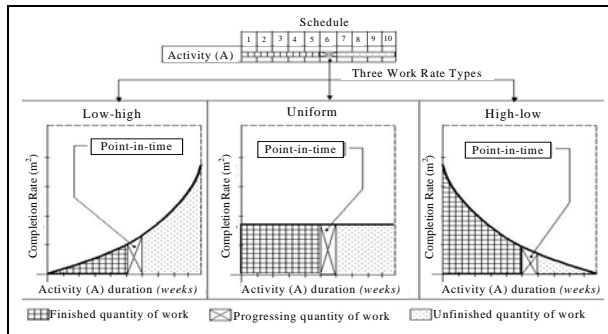 Schedule
1 2 3 4 5 6 7 8 9 10
Activity (A)
Three Work Rate Types
Low-high
Uniform
High-low
Point-in-time
Point-in-time
Point-in-time
Completion Rate (m²)
Completion Rate (m²)
Completion Rate (m²)
Activity (A) duration (weeks)
Activity (A) duration (weeks)
Activity (A) duration (weeks)
Finished quantity of work
Progressing quantity of work
Unfinished quantity of work